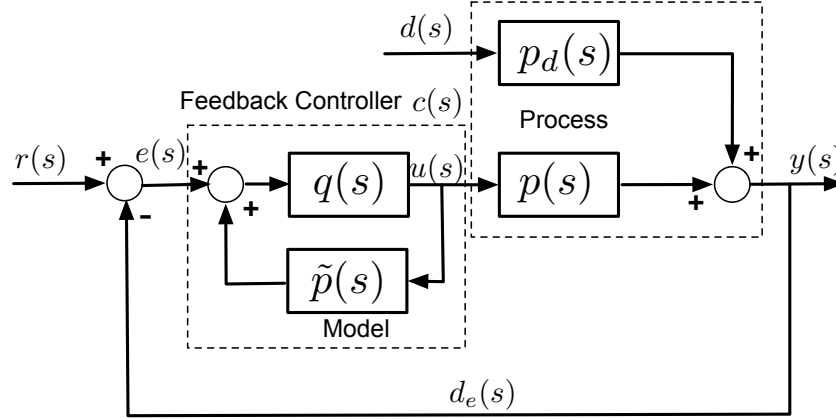 d(s)
p_d(s)
Feedback Controller c(s)
Process
r(s)
+
e(s)
+
q(s)
u(s)
p(s)
+
y(s)
-
+
+
p̃(s)
Model
d_e(s)